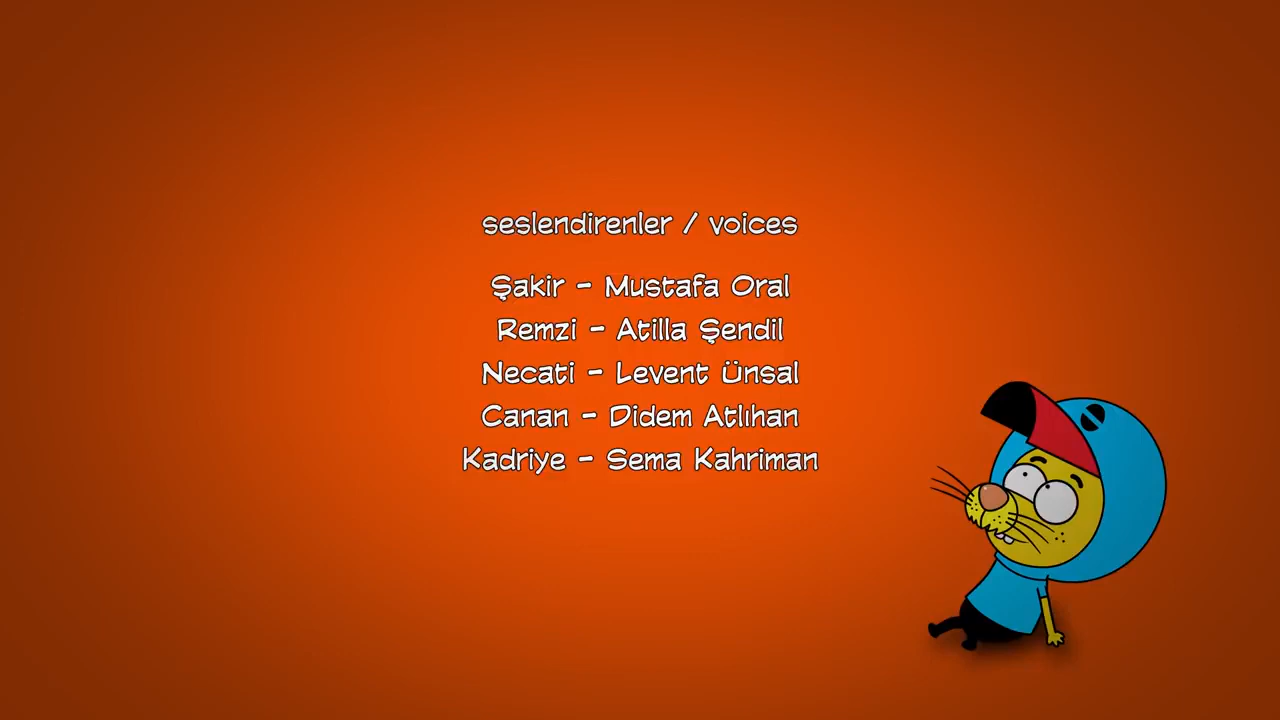 seslendirenler / voices
Şakir - Mustafa Oral
Remzi - Atilla Şendil
Necati - Levent Ünsal
Canan - Didem Atlıhan
Kadriye - Sema Kahriman